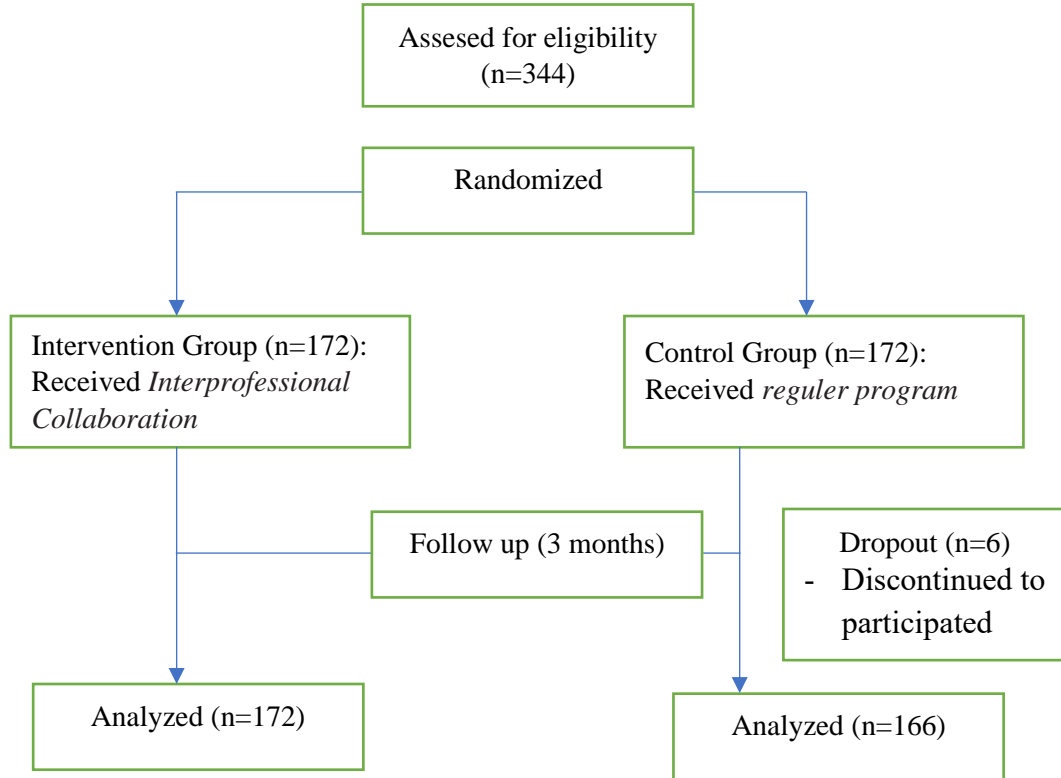 Assesed for eligibility
(n=344)
Randomized
Intervention Group (n=172):
Received Interprofessional
Collaboration
Control Group (n=172):
Received reguler program
Follow up (3 months)
Dropout (n=6)
- Discontinued to
participated
Analyzed (n=172)
Analyzed (n=166)